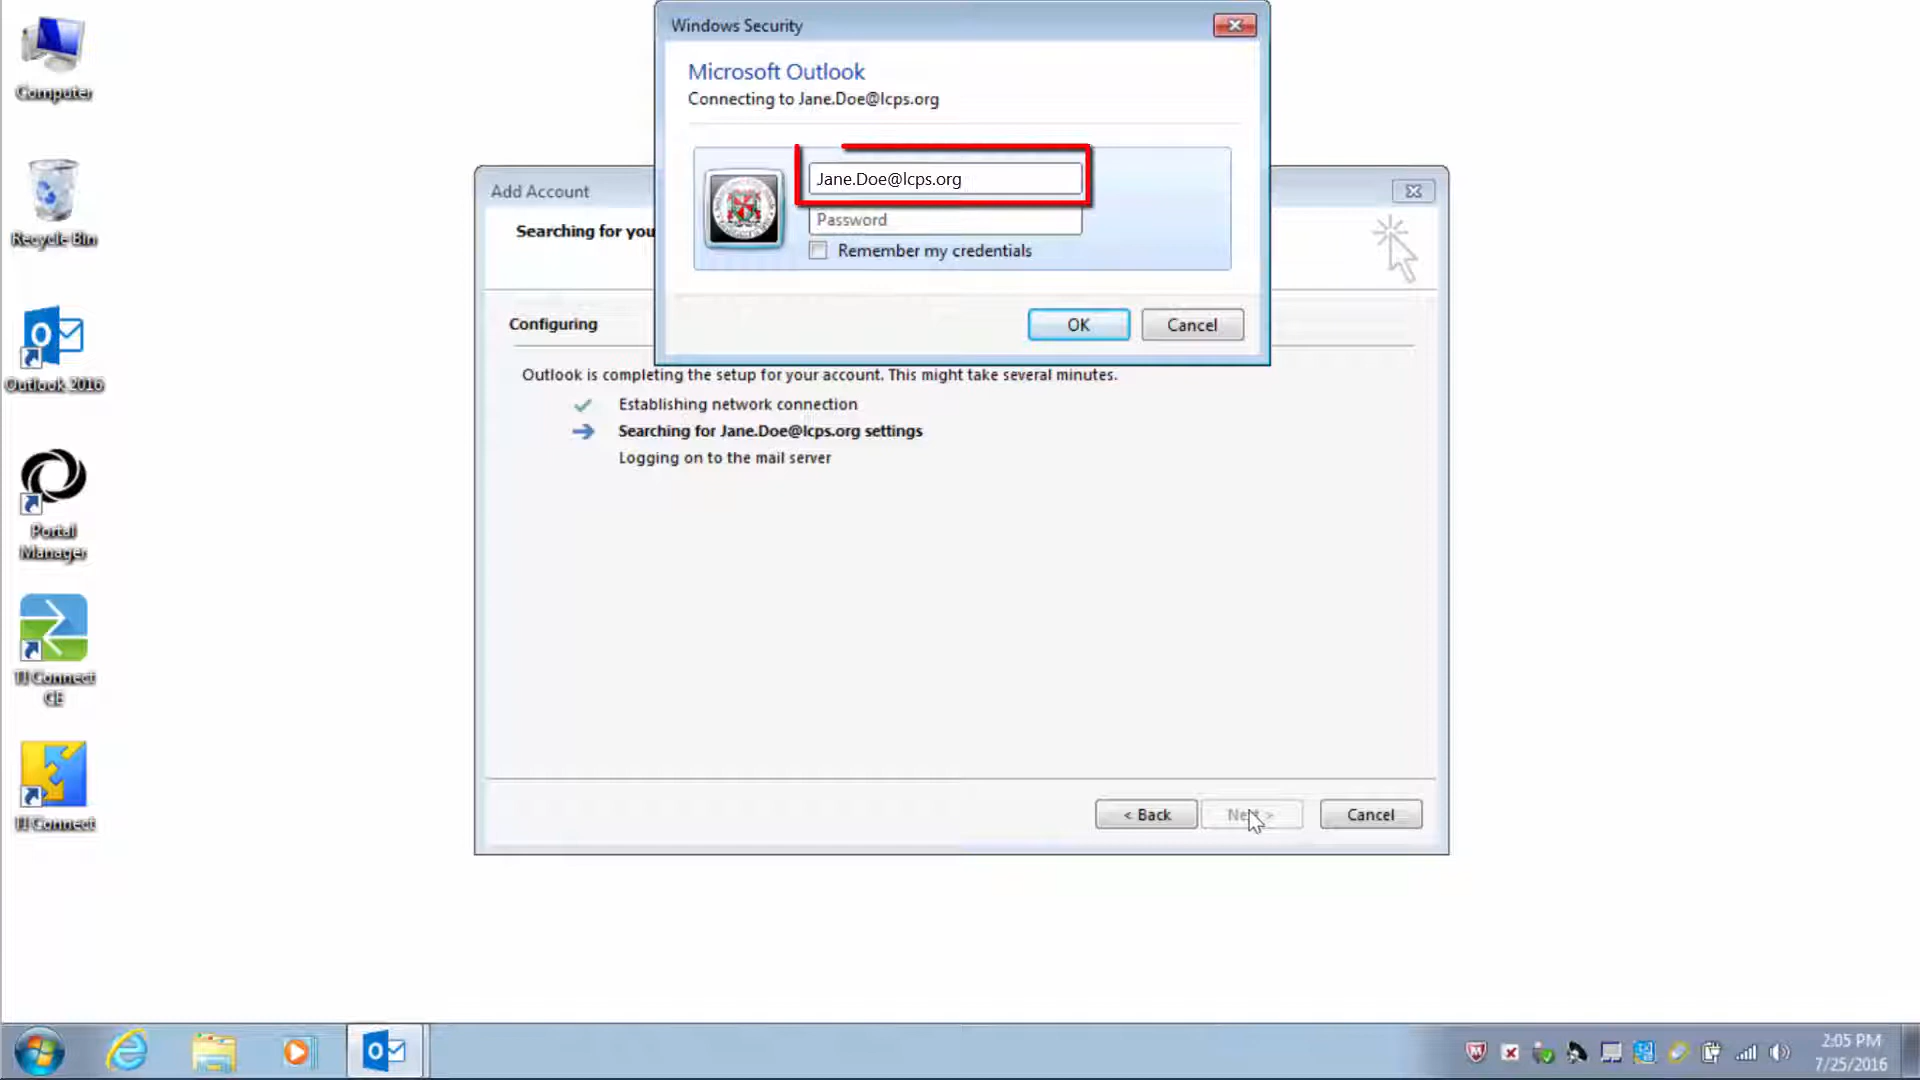 Computer
Recycle Bin
Outlook 2016
Portal
Manager
TI Connect
CE
TI Connect
Windows Security
Microsoft Outlook
Connecting to Jane.Doe@lcps.org
Jane.Doe@lcps.org
Password
Remember my credentials
OK
Cancel
Add Account
Searching for you
Configuring
Outlook is completing the setup for your account. This might take several minutes.
Establishing network connection
Searching for Jane.Doe@lcps.org settings
Logging on to the mail server
< Back
Next >
Cancel
2:05 PM
7/25/2016